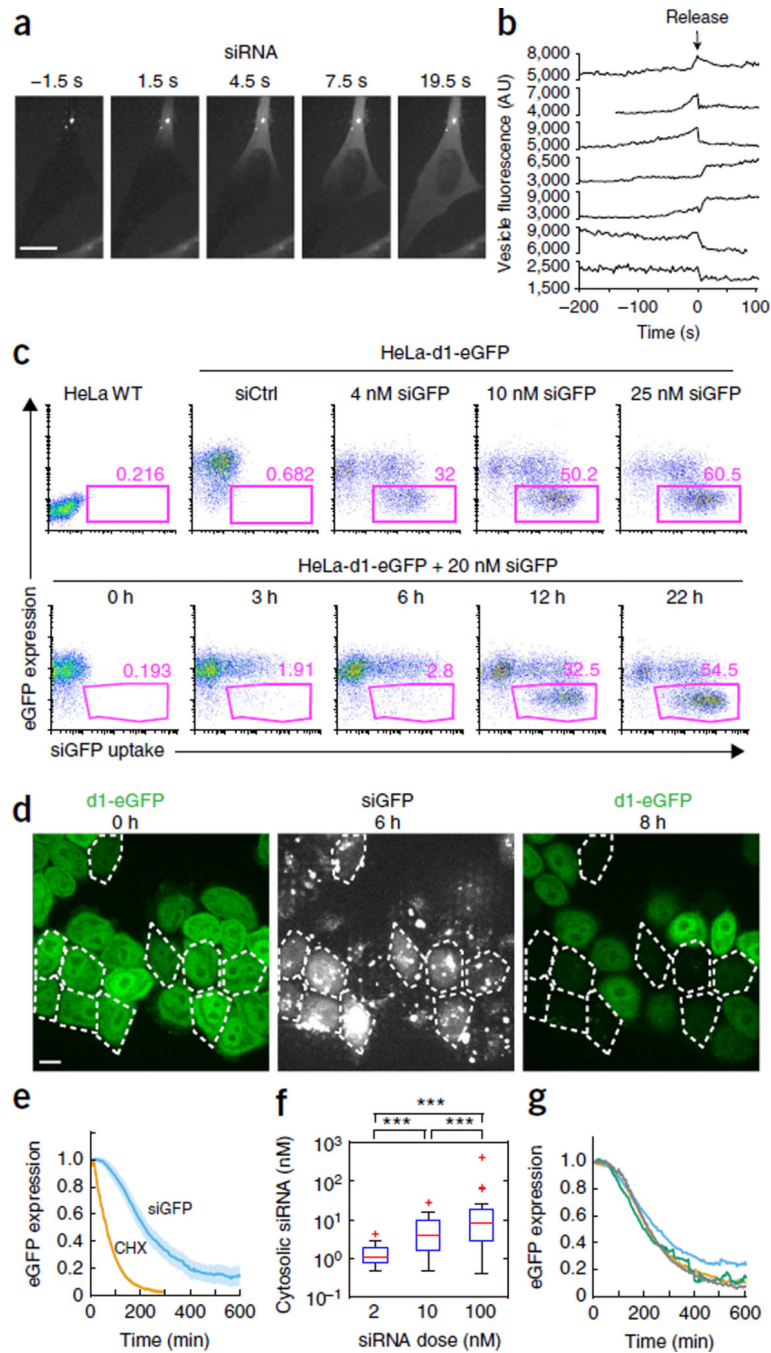 a
siRNA
−1.5 s 1.5 s 4.5 s 7.5 s 19.5 s
b
Release
Vesicle fluorescence (AU)
8,000
5,000
7,000
4,000
9,000
5,000
6,500
3,000
9,000
3,000
9,000
6,000
2,500
1,500
−200 −100 0 100
Time (s)
c
HeLa-d1-eGFP
HeLa WT siCtrl 4 nM siGFP 10 nM siGFP 25 nM siGFP
0.216 0.682 32 50.2 60.5
HeLa-d1-eGFP + 20 nM siGFP
0 h 3 h 6 h 12 h 22 h
0.193 1.91 2.8 32.5 54.5
eGFP expression
siGFP uptake
d
d1-eGFP siGFP d1-eGFP
0 h 6 h 8 h
e
eGFP expression
1.0
0.8
0.6
0.4
0.2
0
siGFP
CHX
0 200 400 600
Time (min)
f
***
*** ***
Cytosolic siRNA (nM)
10³
10²
10¹
10⁰
10⁻¹
2 10 100
siRNA dose (nM)
g
eGFP expression
1.0
0.8
0.6
0.4
0.2
0
0 200 400 600
Time (min)